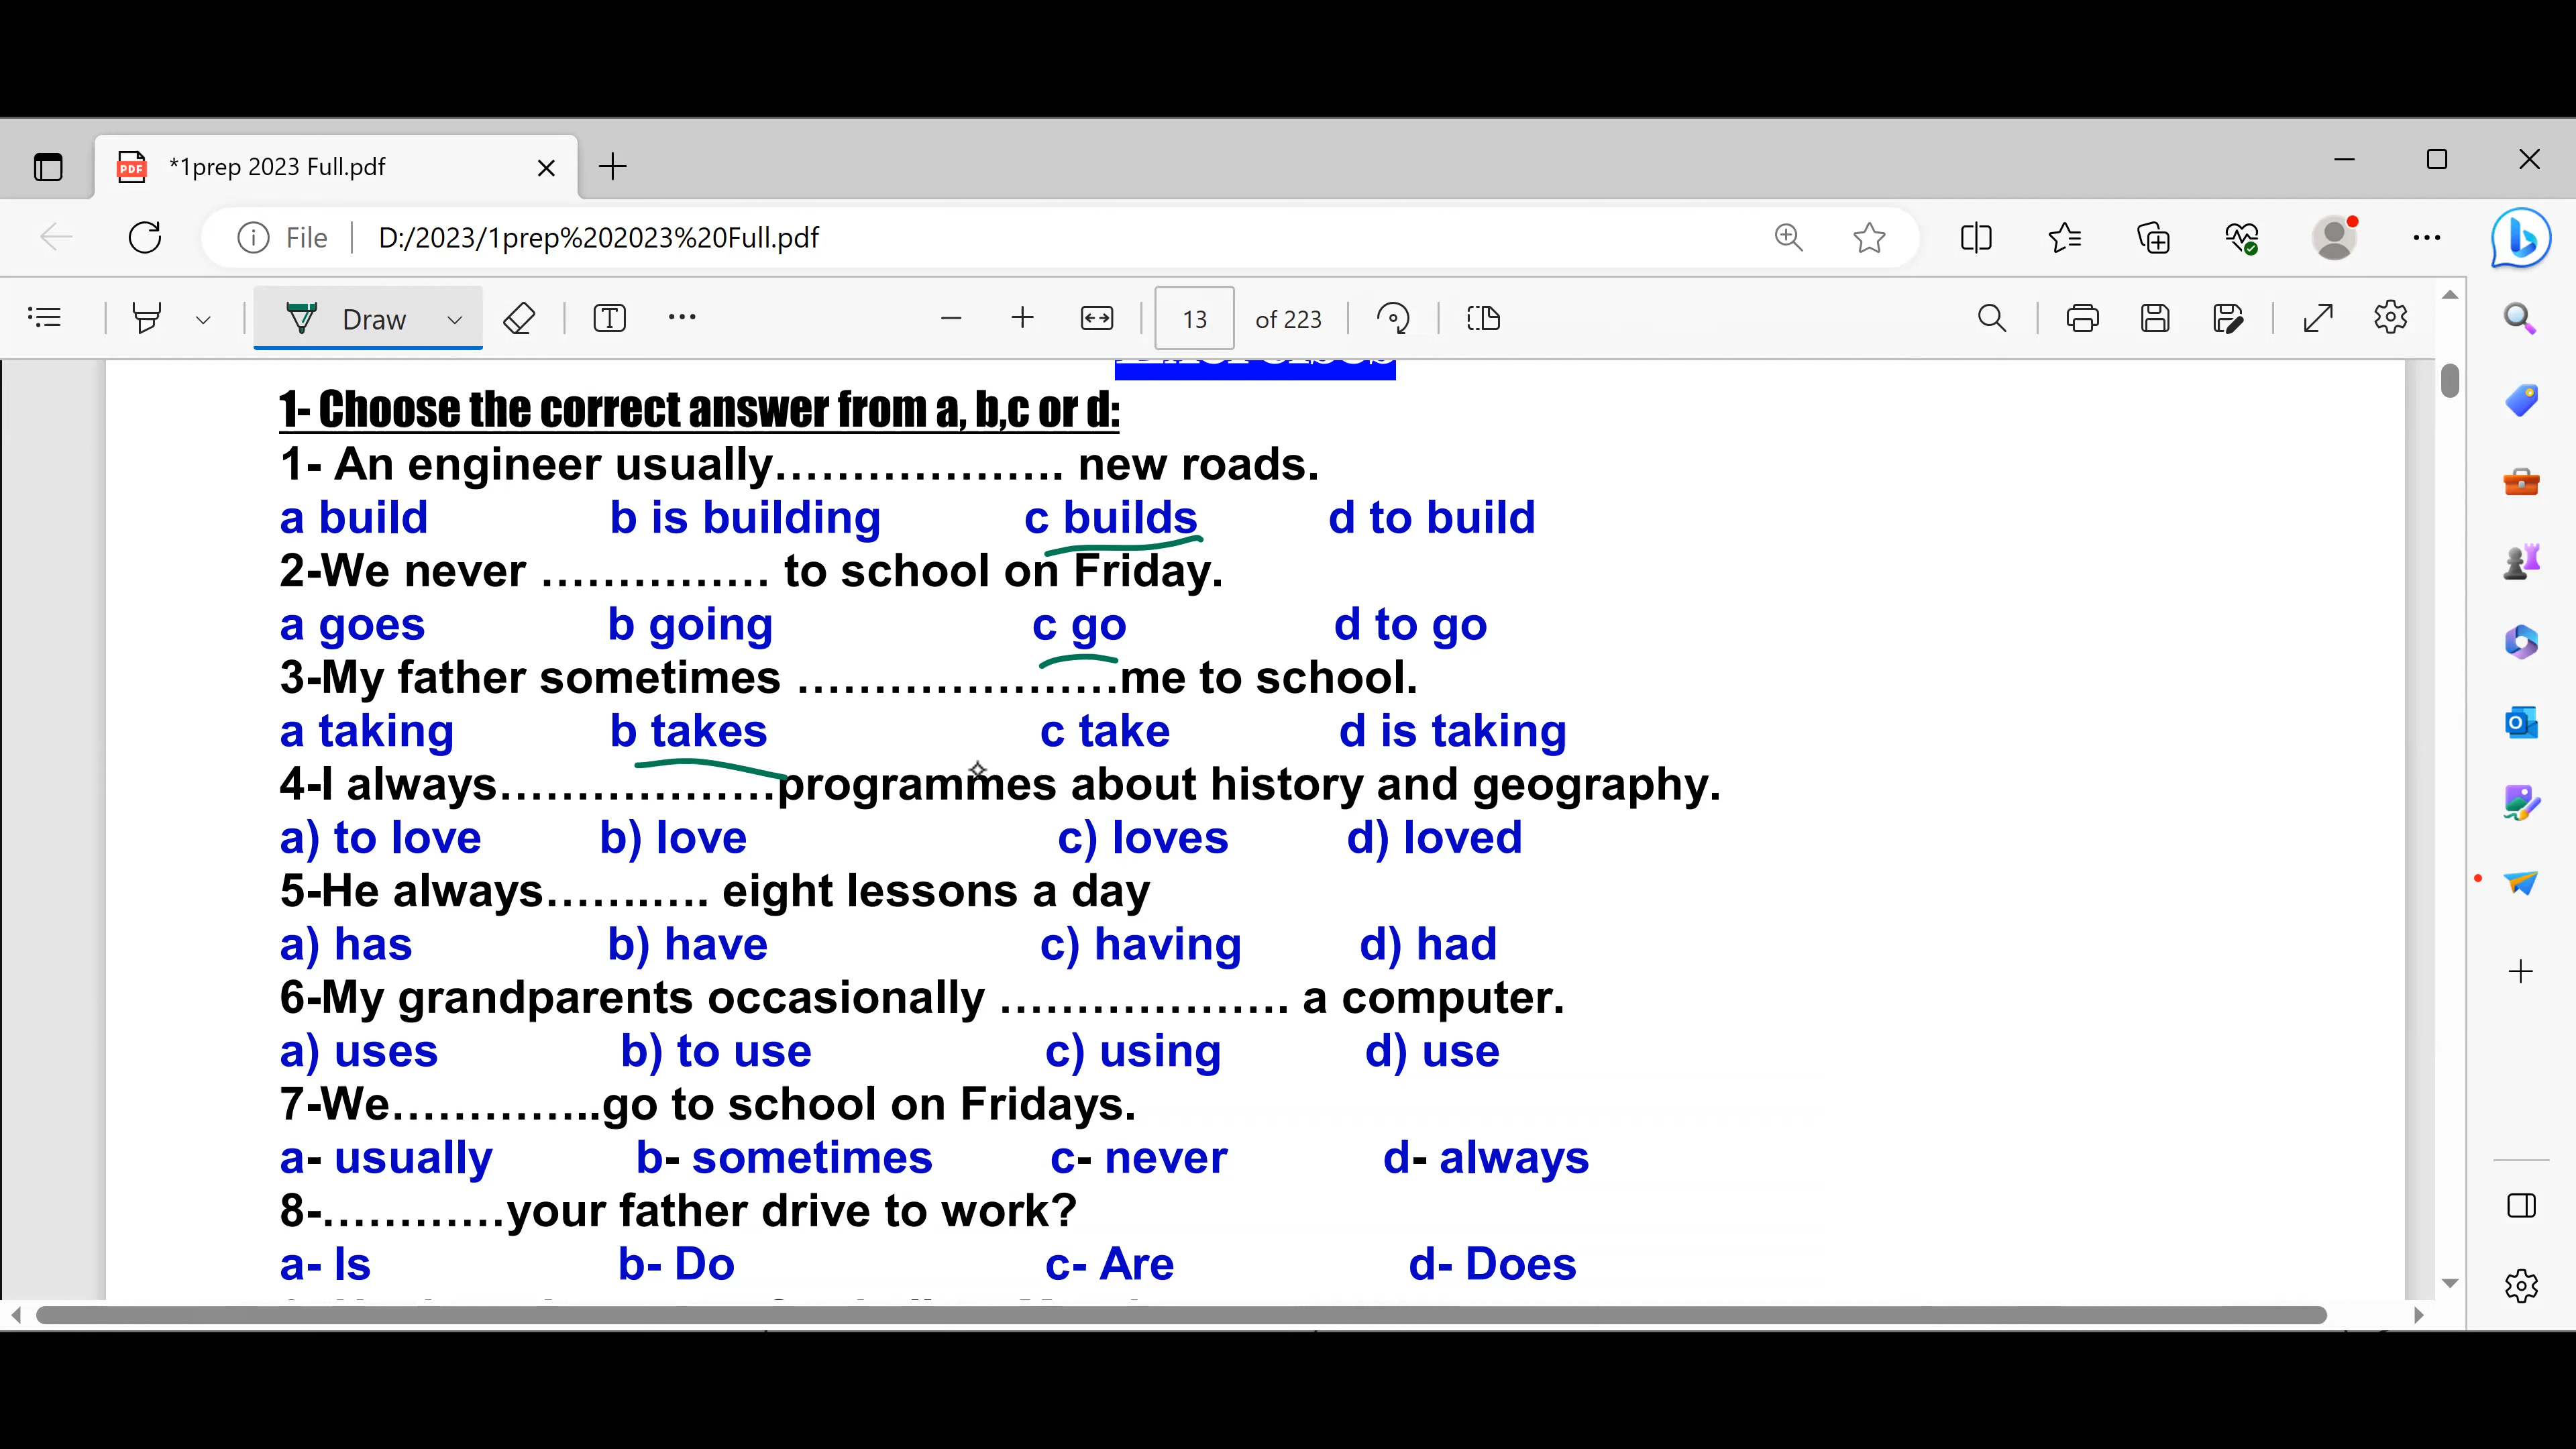 *1prep 2023 Full.pdf
File D:/2023/1prep%202023%20Full.pdf
Draw 13 of 223
1- Choose the correct answer from a, b,c or d:
1- An engineer usually.................... new roads.
a build b is building c builds d to build
2-We never ............... to school on Friday.
a goes b going c go d to go
3-My father sometimes .....................me to school.
a taking b takes c take d is taking
4-I always..................programmes about history and geography.
a) to love b) love c) loves d) loved
5-He always........... eight lessons a day
a) has b) have c) having d) had
6-My grandparents occasionally ................... a computer.
a) uses b) to use c) using d) use
7-We..............go to school on Fridays.
a- usually b- sometimes c- never d- always
8-............your father drive to work?
a- Is b- Do c- Are d- Does